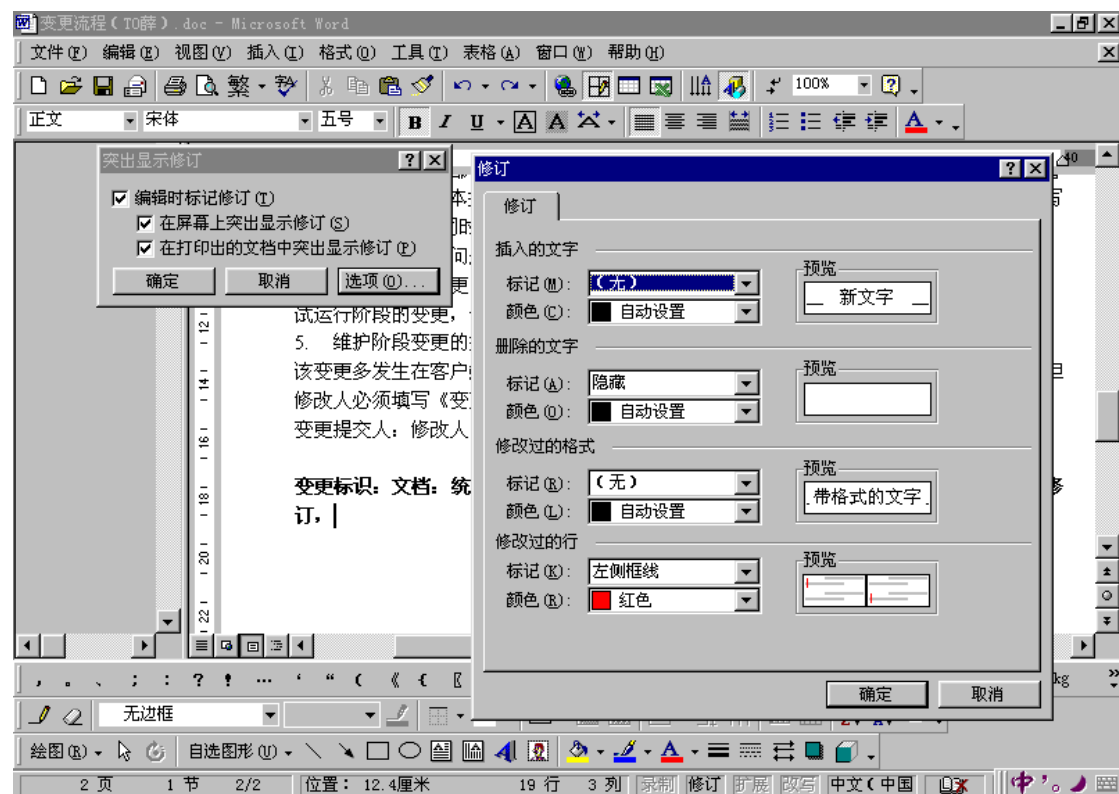 变更流程(TO薛).doc - Microsoft Word
文件(F) 编辑(E) 视图(V) 插入(I) 格式(O) 工具(T) 表格(A) 窗口(W) 帮助(H)
繁 100%
正文 宋体 五号 B I U A A A
突出显示修订
编辑时标记修订(T)
在屏幕上突出显示修订(S)
在打印出的文档中突出显示修订(P)
确定 取消 选项(O)...
试运行阶段的变更,
5. 维护阶段变更的
该变更多发生在客户
修改人必须填写《变
变更提交人:修改人
变更标识:文档:统
修
订,
40
12
14
16
18
20
22
修订
修订
插入的文字
标记(M): (无)
颜色(C): 自动设置
预览
新文字
删除的文字
标记(A): 隐藏
颜色(O): 自动设置
预览
修改过的格式
标记(R): (无)
颜色(L): 自动设置
预览
带格式的文字
修改过的行
标记(K): 左侧框线
颜色(R): 红色
预览
确定 取消
, 。 、 ; : ? ! … ‘ “ ( 《 { 〖 kg
无边框
绘图(R) 自选图形(U)
2 页 1 节 2/2 位置: 12.4厘米 19 行 3 列 录制 修订 扩展 改写 中文(中国 中